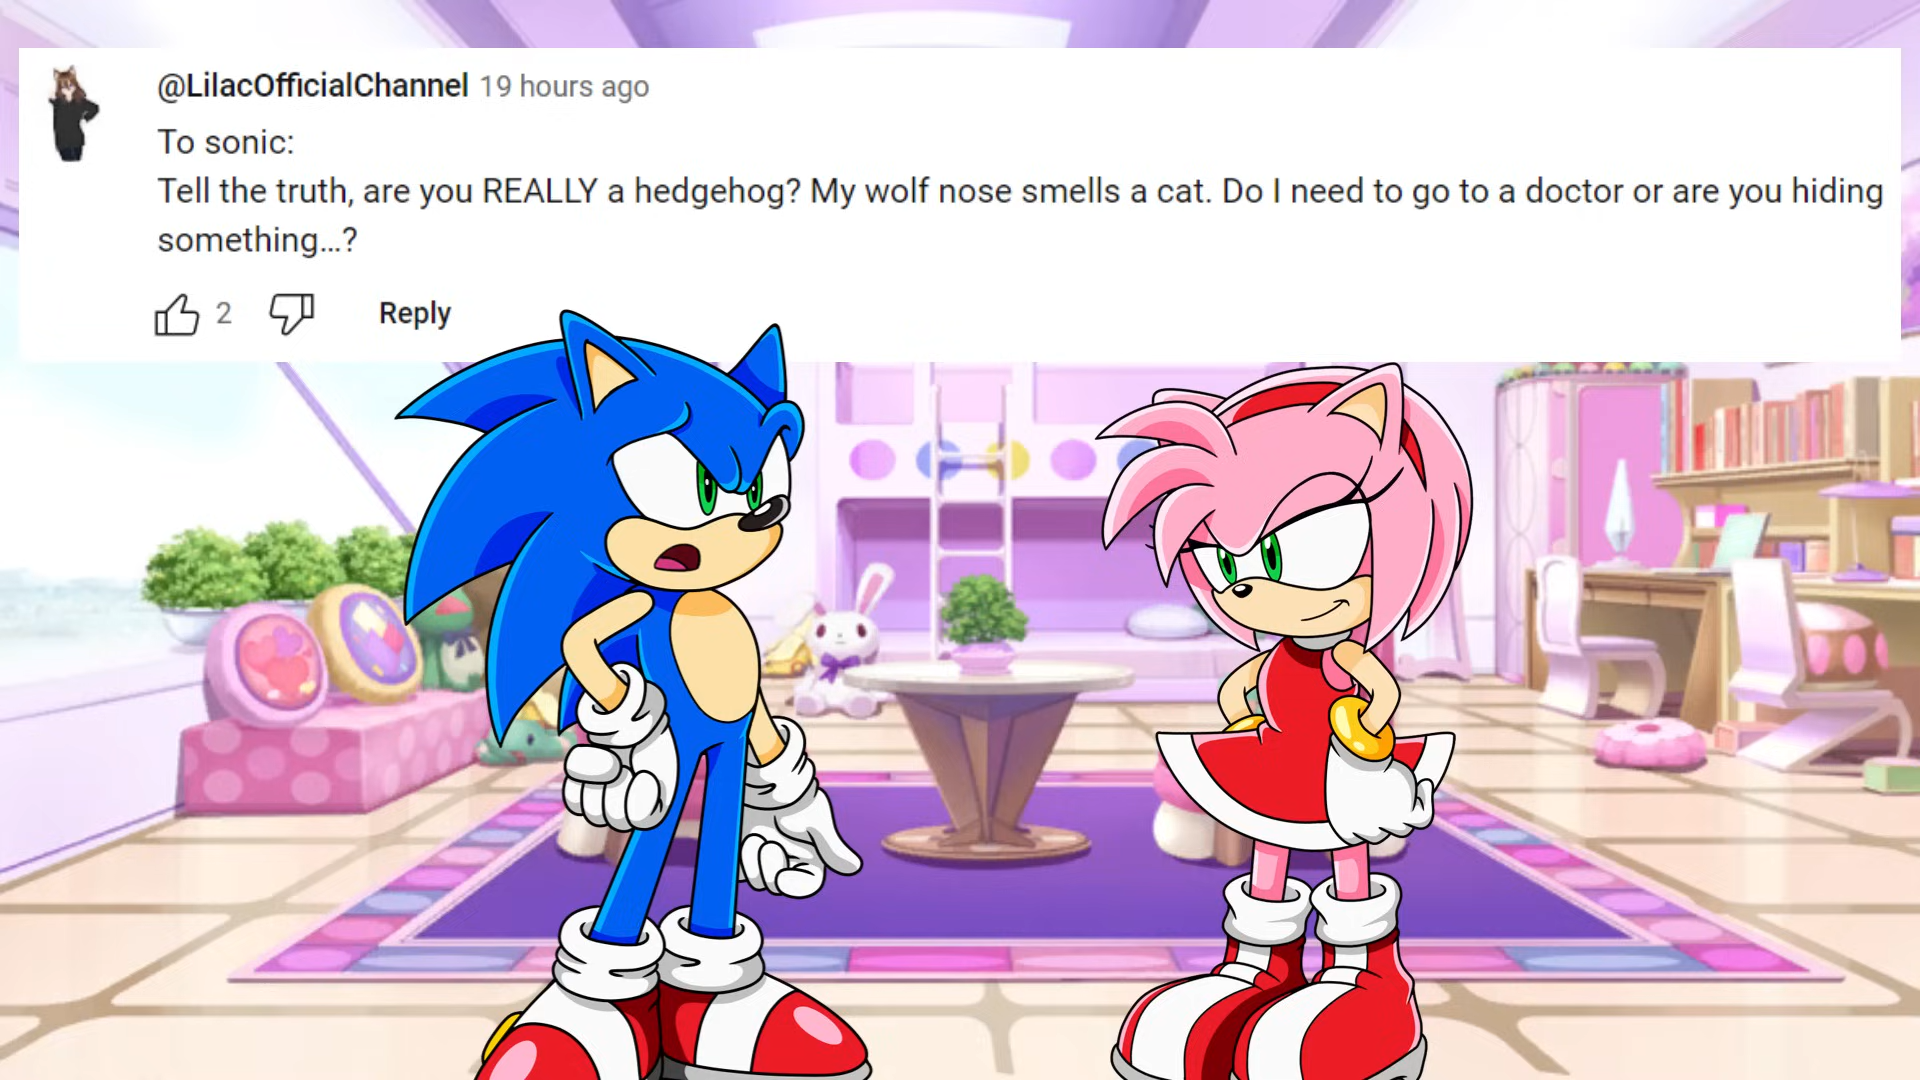 @LilacOfficialChannel 19 hours ago
To sonic:
Tell the truth, are you REALLY a hedgehog? My wolf nose smells a cat. Do I need to go to a doctor or are you hiding
something...?
2 Reply